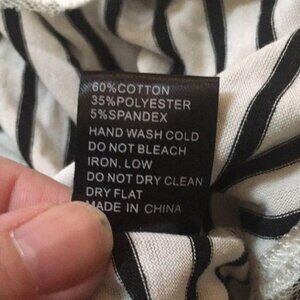 60%COTTON
35%POLYESTER
5%SPANDEX
HAND WASH COLD
DO NOT BLEACH
IRON, LOW
DO NOT DRY CLEAN
DRY FLAT
MADE IN CHINA